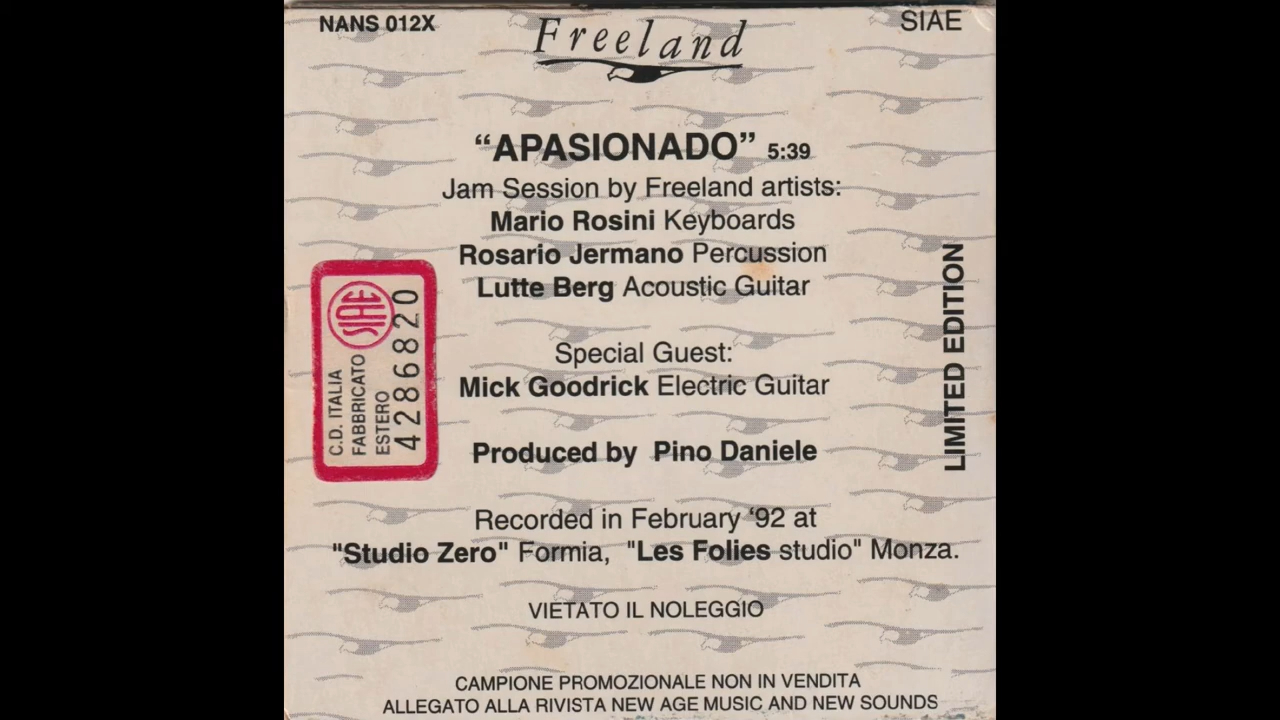 NANS 012X
Freeland
SIAE
“APASIONADO” 5:39
Jam Session by Freeland artists:
Mario Rosini Keyboards
Rosario Jermano Percussion
Lutte Berg Acoustic Guitar
Special Guest:
Mick Goodrick Electric Guitar
Produced by Pino Daniele
Recorded in February ‘92 at
"Studio Zero" Formia, "Les Folies studio" Monza.
VIETATO IL NOLEGGIO
CAMPIONE PROMOZIONALE NON IN VENDITA
ALLEGATO ALLA RIVISTA NEW AGE MUSIC AND NEW SOUNDS
SIAE
C.D. ITALIA
FABBRICATO
ESTERO
4286820
LIMITED EDITION